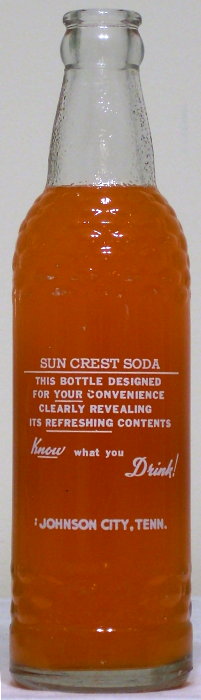 SUN CREST SODA
THIS BOTTLE DESIGNED
FOR YOUR CONVENIENCE
CLEARLY REVEALING
ITS REFRESHING CONTENTS
Know what you
Drink!
: JOHNSON CITY, TENN.